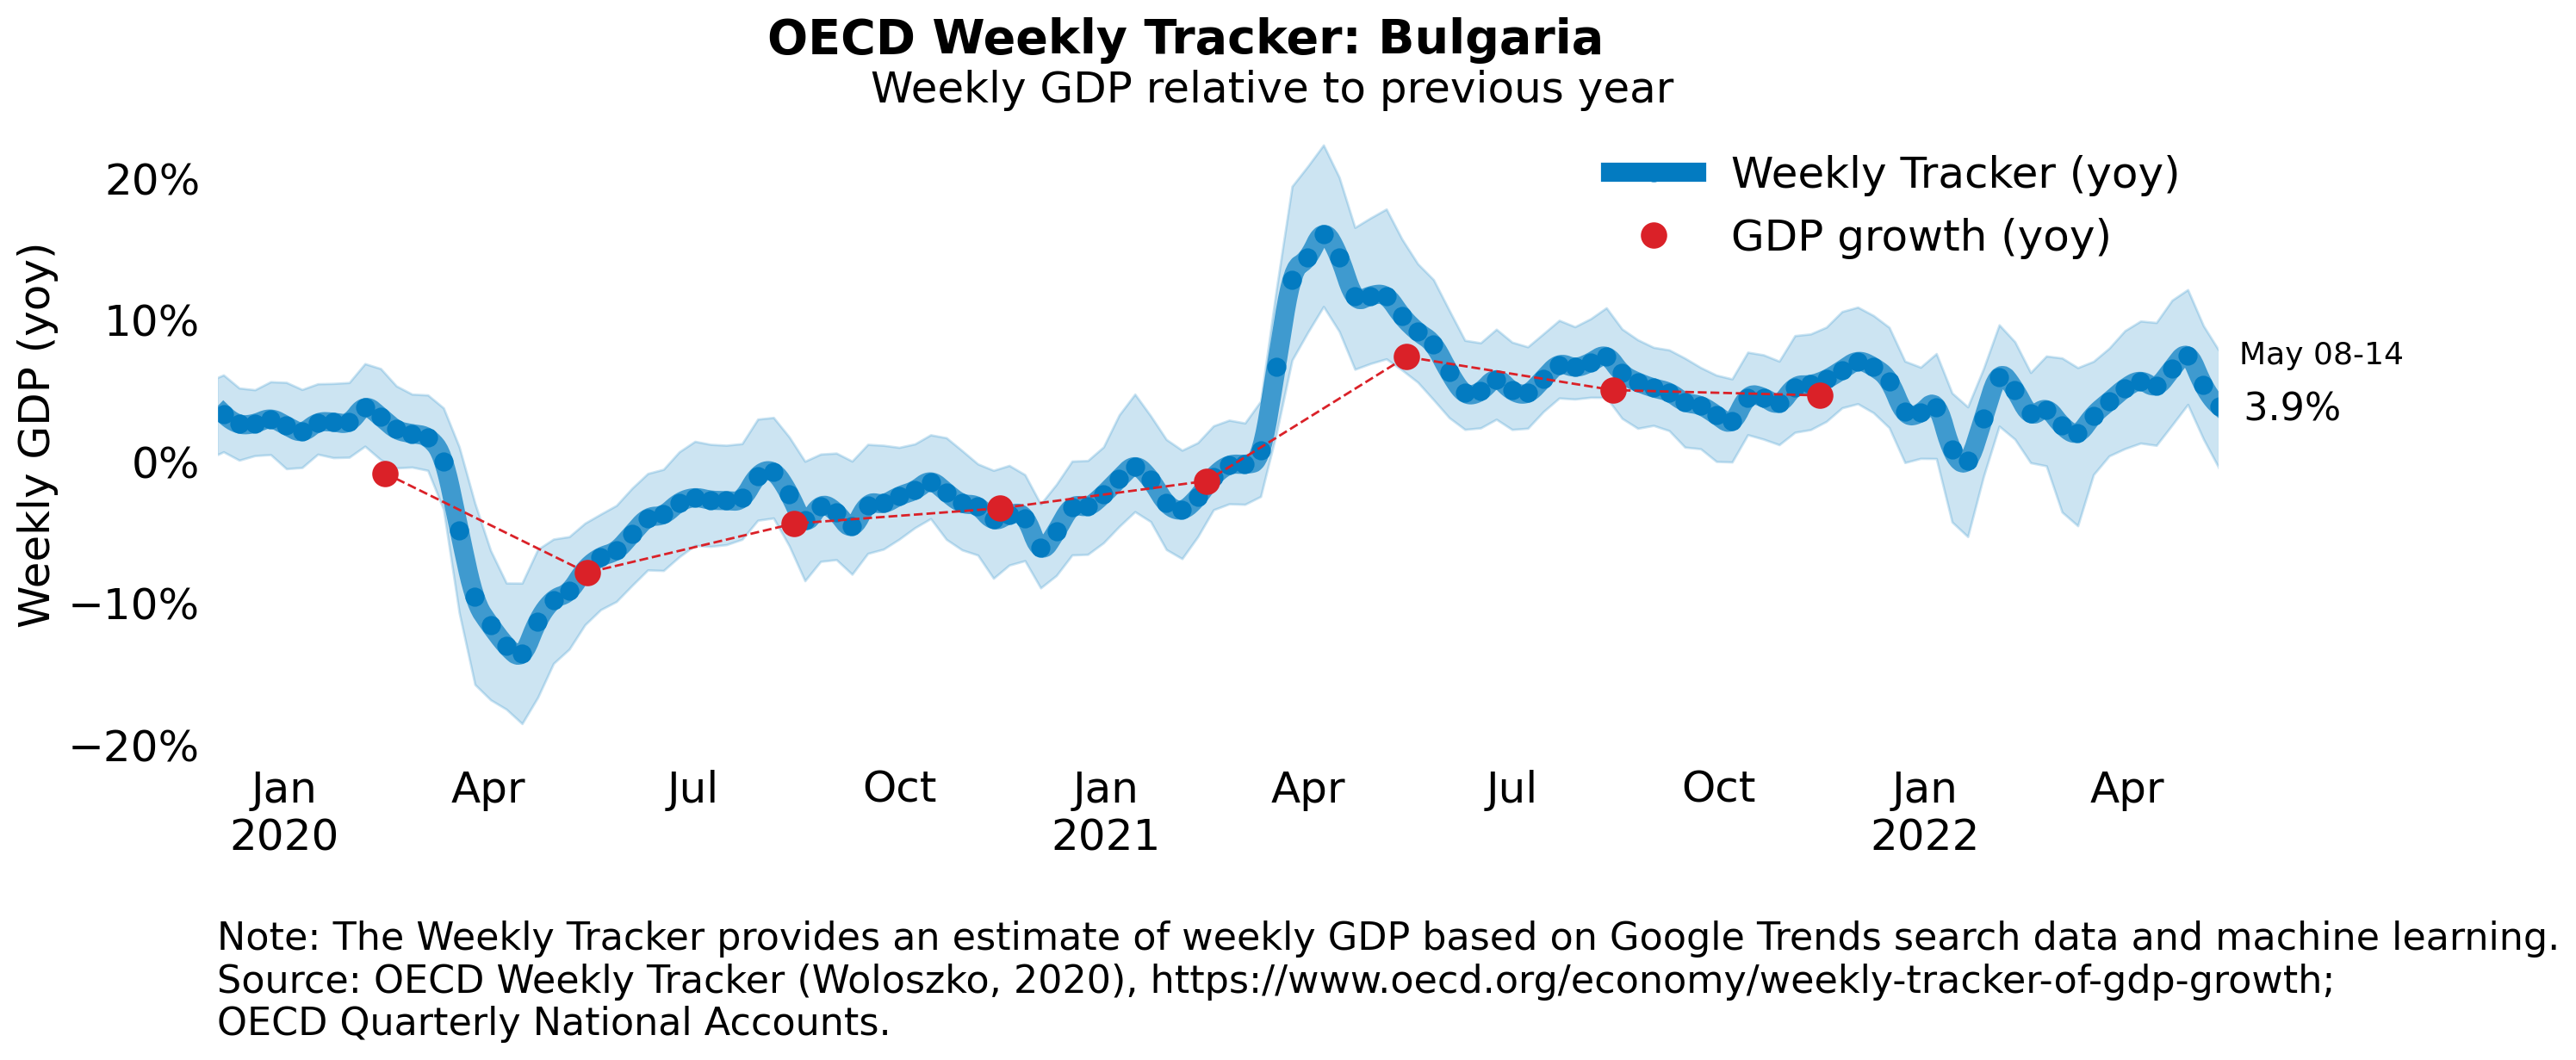 OECD Weekly Tracker: Bulgaria
Weekly GDP relative to previous year
Weekly Tracker (yoy)
GDP growth (yoy)
Weekly GDP (yoy)
20%
10%
0%
−10%
−20%
May 08-14
3.9%
Jan Apr Jul Oct Jan Apr Jul Oct Jan Apr
2020 2021 2022
Note: The Weekly Tracker provides an estimate of weekly GDP based on Google Trends search data and machine learning.
Source: OECD Weekly Tracker (Woloszko, 2020), https://www.oecd.org/economy/weekly-tracker-of-gdp-growth;
OECD Quarterly National Accounts.